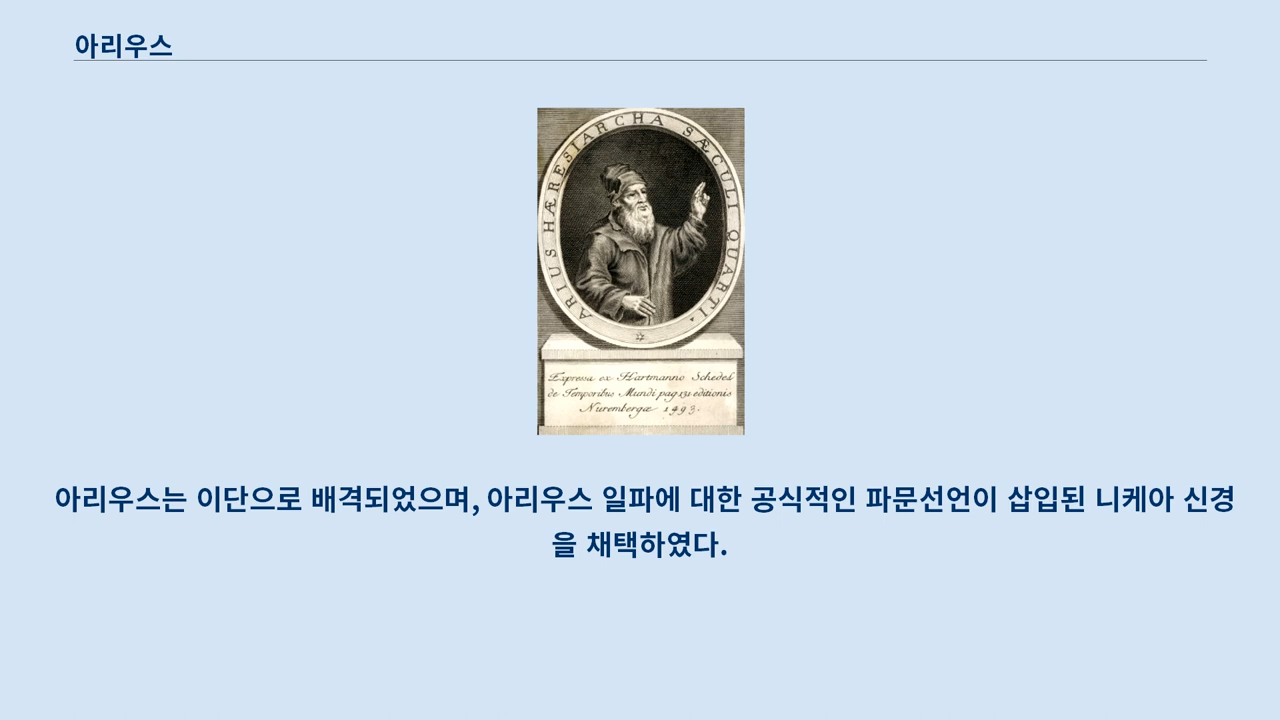 아리우스
ARIUS HÆRESIARCHA SÆCULI QUARTI.
Expressa ex Hartmanno Schedel
de Temporibus Mundi pag 131 editionis
Nurembergæ 1493.
아리우스는 이단으로 배격되었으며, 아리우스 일파에 대한 공식적인 파문선언이 삽입된 니케아 신경
을 채택하였다.